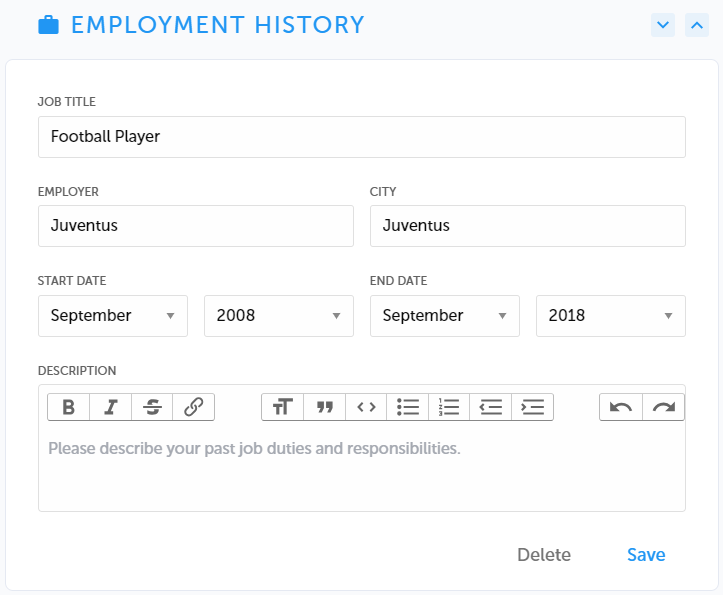 EMPLOYMENT HISTORY
JOB TITLE
Football Player
EMPLOYER CITY
Juventus Juventus
START DATE END DATE
September 2008 September 2018
DESCRIPTION
B I S
Please describe your past job duties and responsibilities.
Delete Save